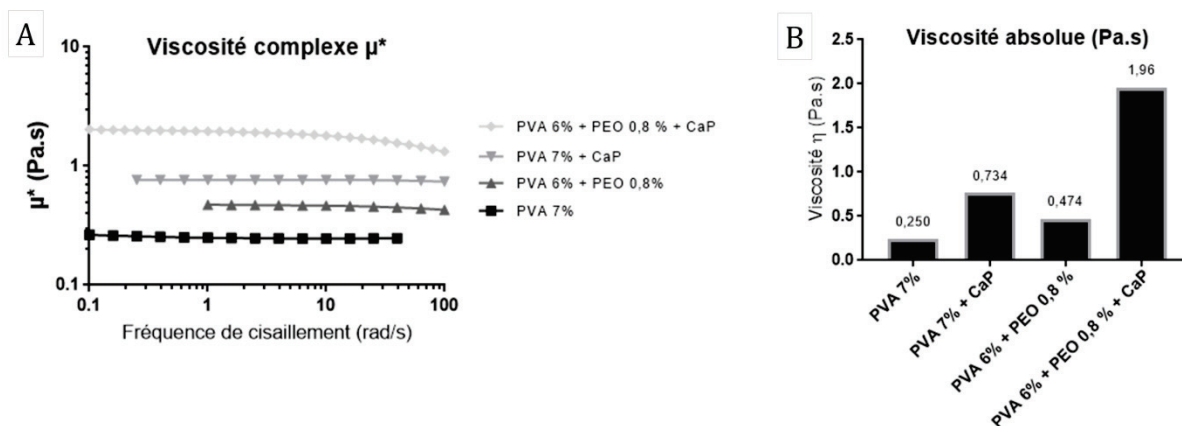 A
Viscosité complexe µ*
µ* (Pa.s)
10
1
0.1
0.1
1
10
100
Fréquence de cisaillement (rad/s)
PVA 6% + PEO 0,8 % + CaP
PVA 7% + CaP
PVA 6% + PEO 0,8%
PVA 7%
B
Viscosité absolue (Pa.s)
Viscosité η (Pa.s)
2.5
2.0
1.5
1.0
0.5
0.0
0,250
0,734
0,474
1,96
PVA 7%
PVA 7% + CaP
PVA 6% + PEO 0,8 %
PVA 6% + PEO 0,8 % + CaP